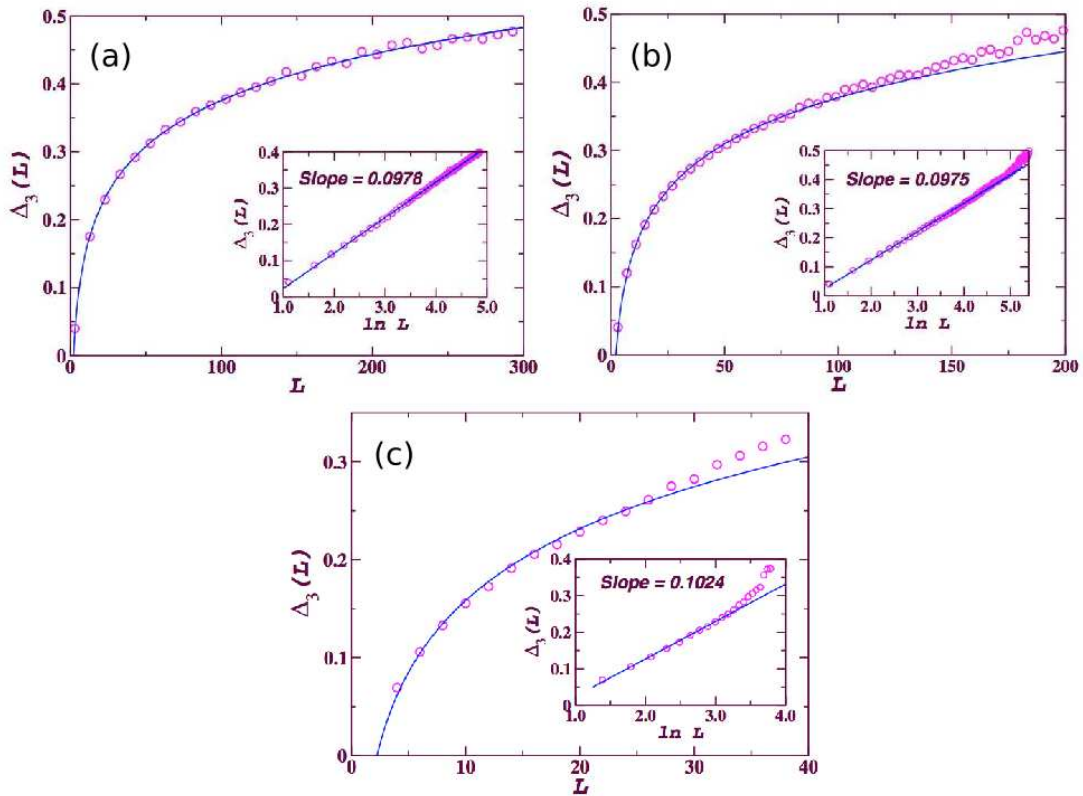 (a)
0.5
0.4
0.3
0.2
0.1
0
Δ3 (L)
0 100 200 300
L
Slope = 0.0978
0.4
0.3
0.2
0.1
0
Δ3 (L)
1.0 2.0 3.0 4.0 5.0
ln L
(b)
0.5
0.4
0.3
0.2
0.1
0
Δ3 (L)
0 50 100 150 200
L
Slope = 0.0975
0.5
0.4
0.3
0.2
0.1
0
Δ3 (L)
1.0 2.0 3.0 4.0 5.0
ln L
(c)
0.3
0.2
0.1
0
Δ3 (L)
0 10 20 30 40
L
Slope = 0.1024
0.4
0.3
0.2
0.1
0
Δ3 (L)
1.0 2.0 3.0 4.0
ln L